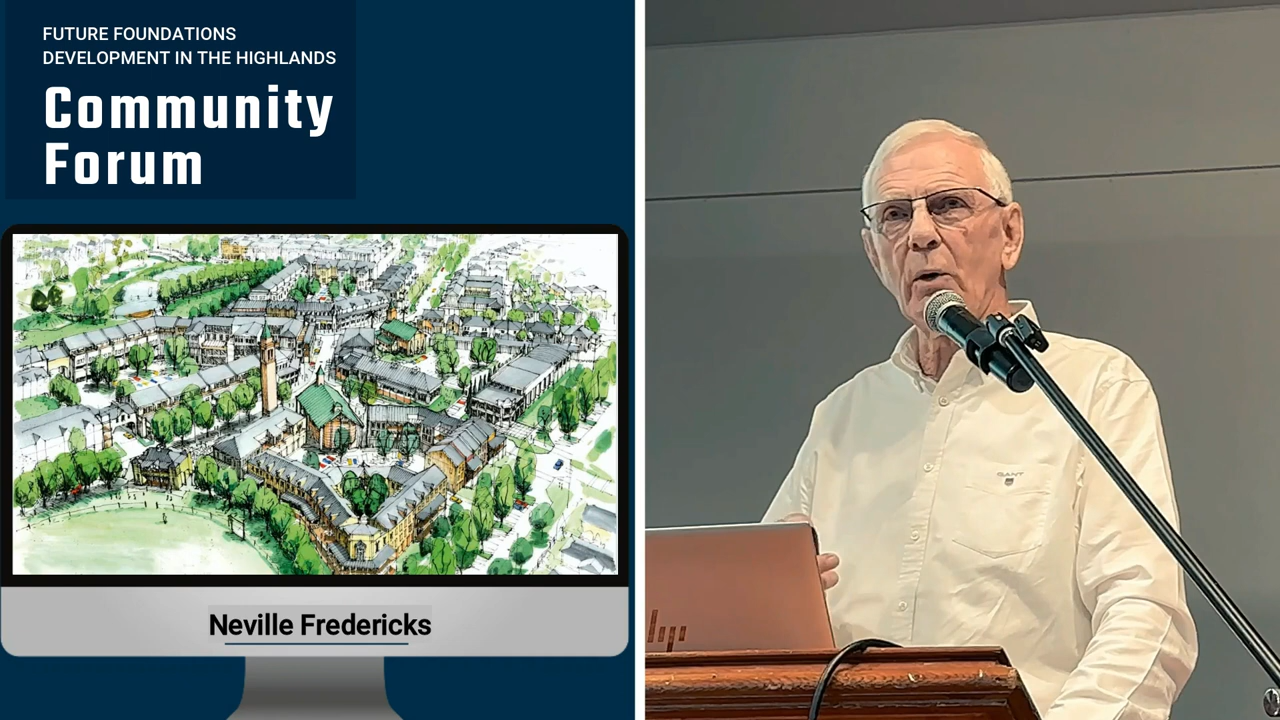 FUTURE FOUNDATIONS
DEVELOPMENT IN THE HIGHLANDS
Community
Forum
Neville Fredericks
GANT